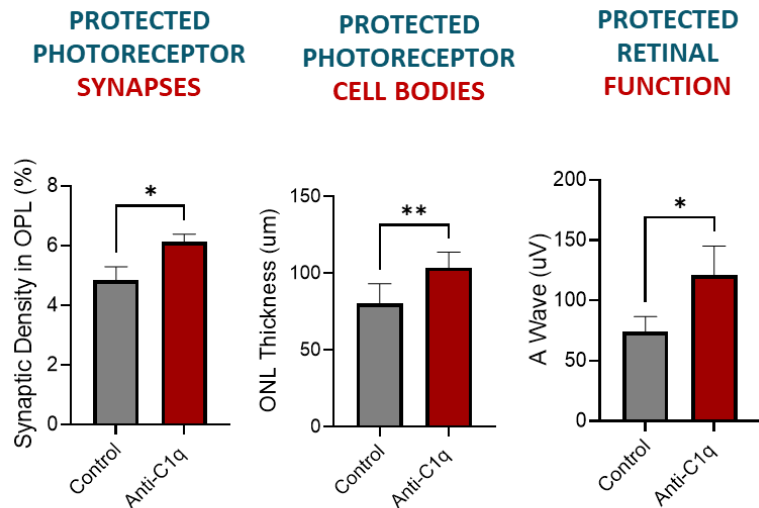 PROTECTED
PHOTORECEPTOR
SYNAPSES
Synaptic Density in OPL (%)
8
6
4
2
0
*
Control
Anti-C1q
PROTECTED
PHOTORECEPTOR
CELL BODIES
ONL Thickness (um)
150
100
50
0
**
Control
Anti-C1q
PROTECTED
RETINAL
FUNCTION
A Wave (uV)
200
150
100
50
0
*
Control
Anti-C1q